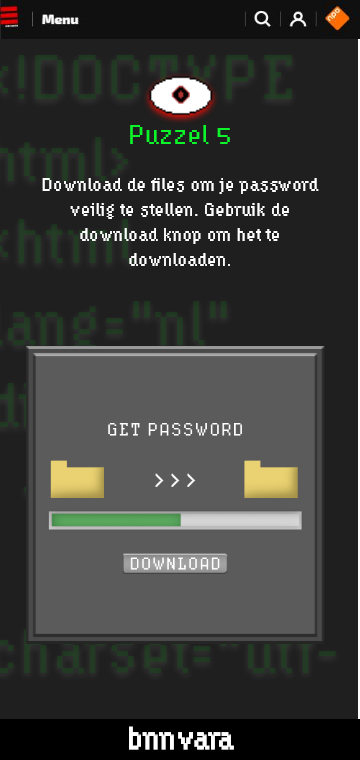 Menu
npo
<!DOCTYPE
html>
<html
lang="nl"
Puzzel 5
Download de files om je password
veilig te stellen. Gebruik de
download knop om het te
downloaden.
GET PASSWORD
>>>
DOWNLOAD
charset="utf-
bnnvara